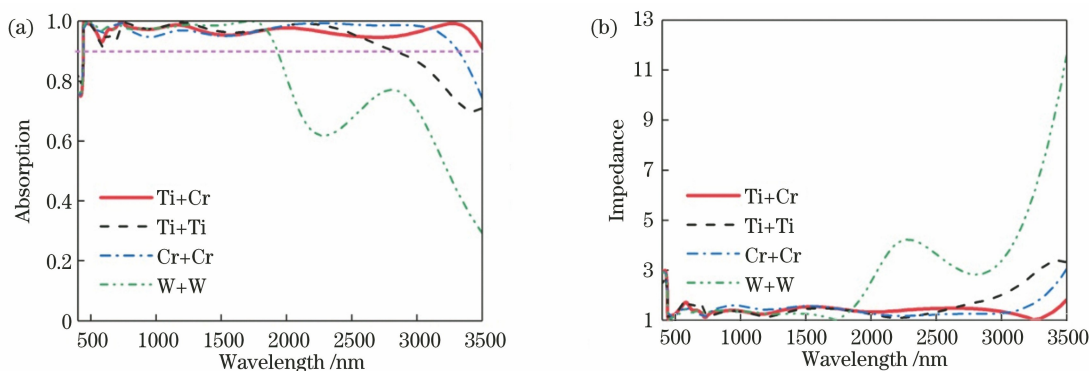 (a)
1.0
0.8
0.6
0.4
0.2
0
Absorption
Ti+Cr
Ti+Ti
Cr+Cr
W+W
500 1000 1500 2000 2500 3000 3500
Wavelength /nm
(b)
13
11
9
7
5
3
1
Impedance
Ti+Cr
Ti+Ti
Cr+Cr
W+W
500 1000 1500 2000 2500 3000 3500
Wavelength /nm